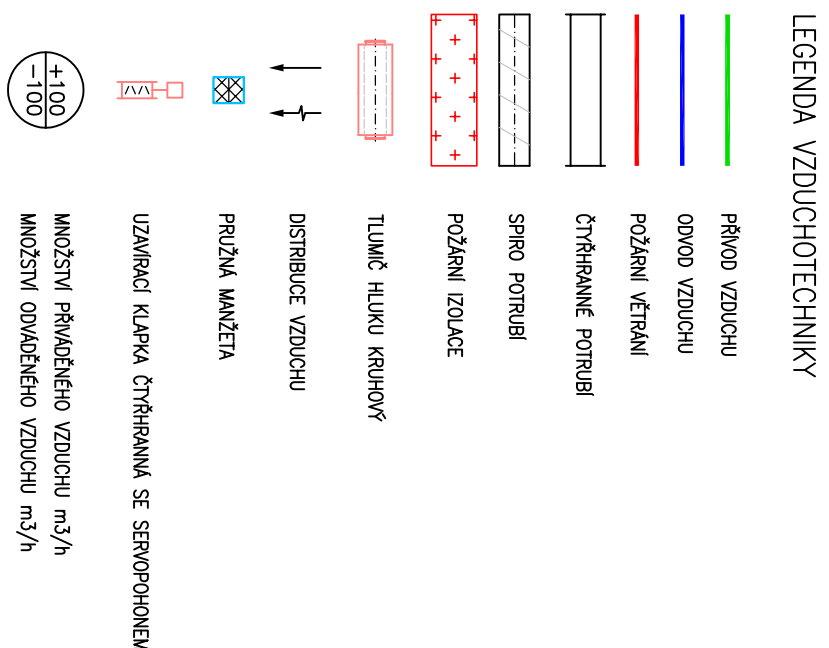 LEGENDA VZDUCHOTECHNIKY
PŘÍVOD VZDUCHU
ODVOD VZDUCHU
POŽÁRNÍ VĚTRÁNÍ
ČTYŘHRANNÉ POTRUBÍ
SPIRO POTRUBÍ
POŽÁRNÍ IZOLACE
TLUMIČ HLUKU KRUHOVÝ
DISTRIBUCE VZDUCHU
PRUŽNÁ MANŽETA
UZAVÍRACÍ KLAPKA ČTYŘHRANNÁ SE SERVOPOHONEM
+100
-100
MNOŽSTVÍ PŘIVÁDĚNÉHO VZDUCHU m3/h
MNOŽSTVÍ ODVÁDĚNÉHO VZDUCHU m3/h